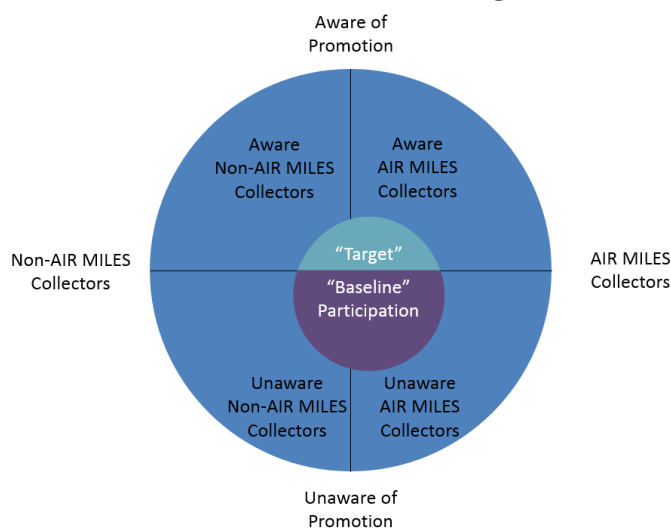 Aware of
Promotion
Aware
Non-AIR MILES
Collectors
Aware
AIR MILES
Collectors
"Target"
Non-AIR MILES
Collectors
AIR MILES
Collectors
"Baseline"
Participation
Unaware
Non-AIR MILES
Collectors
Unaware
AIR MILES
Collectors
Unaware of
Promotion